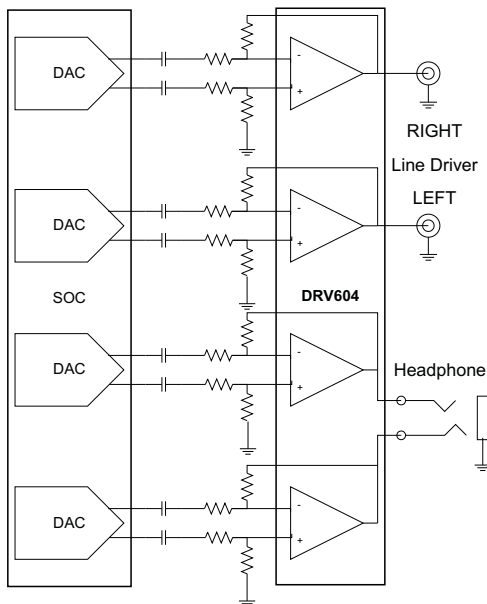 DAC
-
+
RIGHT
Line Driver
LEFT
DAC
-
+
SOC
DRV604
DAC
-
+
Headphone
DAC
-
+